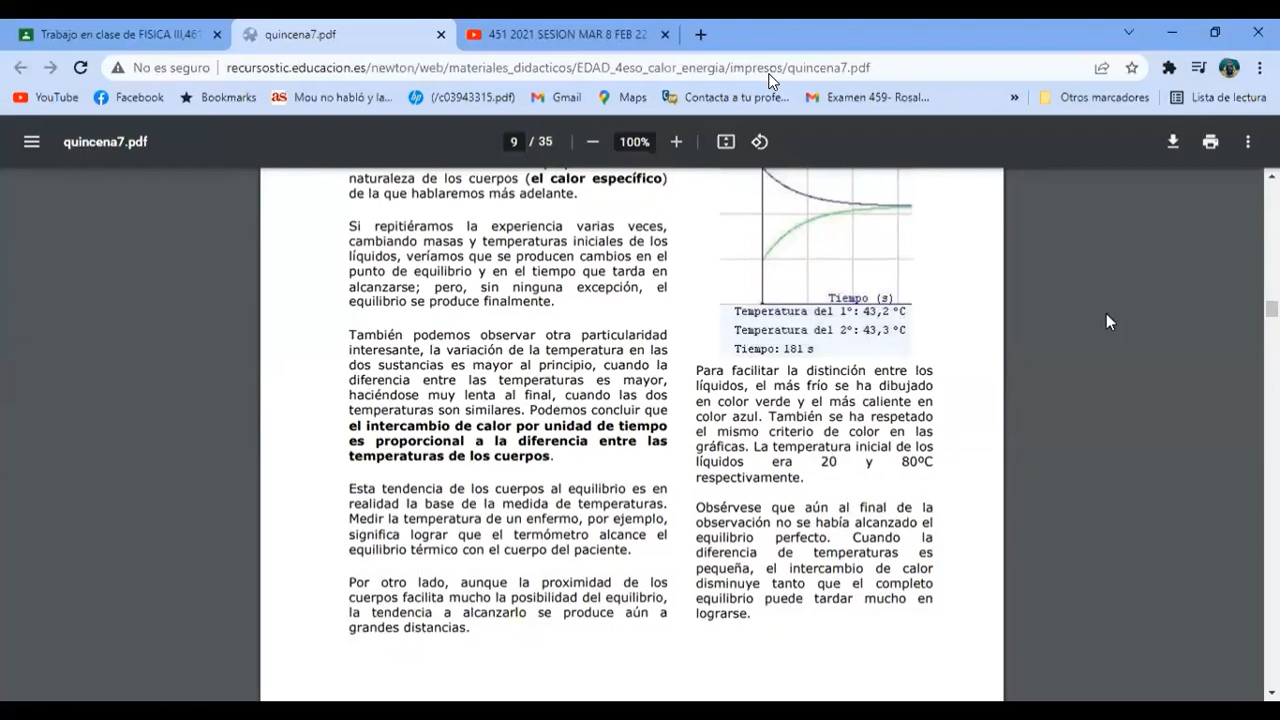 Trabajo en clase de FISICA III,461
quincena7.pdf
451 2021 SESION MAR 8 FEB 22
No es seguro
recursostic.educacion.es/newton/web/materiales_didacticos/EDAD_4eso_calor_energia/impresos/quincena7.pdf
YouTube
Facebook
Bookmarks
as
Mou no habló y la...
(/c03943315.pdf)
Gmail
Maps
Contacta a tu profe...
Examen 459- Rosal...
»
Otros marcadores
Lista de lectura
quincena7.pdf
9 / 35
100%
naturaleza de los cuerpos (el calor específico)
de la que hablaremos más adelante.
Si repitiéramos la experiencia varias veces,
cambiando masas y temperaturas iniciales de los
líquidos, veríamos que se producen cambios en el
punto de equilibrio y en el tiempo que tarda en
alcanzarse; pero, sin ninguna excepción, el
equilibrio se produce finalmente.
También podemos observar otra particularidad
interesante, la variación de la temperatura en las
dos sustancias es mayor al principio, cuando la
diferencia entre las temperaturas es mayor,
haciéndose muy lenta al final, cuando las dos
temperaturas son similares. Podemos concluir que
el intercambio de calor por unidad de tiempo
es proporcional a la diferencia entre las
temperaturas de los cuerpos.
Esta tendencia de los cuerpos al equilibrio es en
realidad la base de la medida de temperaturas.
Medir la temperatura de un enfermo, por ejemplo,
significa lograr que el termómetro alcance el
equilibrio térmico con el cuerpo del paciente.
Por otro lado, aunque la proximidad de los
cuerpos facilita mucho la posibilidad del equilibrio,
la tendencia a alcanzarlo se produce aún a
grandes distancias.
Tiempo (s)
Temperatura del 1º: 43,2 ºC
Temperatura del 2º: 43,3 ºC
Tiempo: 181 s
Para facilitar la distinción entre los
líquidos, el más frío se ha dibujado
en color verde y el más caliente en
color azul. También se ha respetado
el mismo criterio de color en las
gráficas. La temperatura inicial de los
líquidos era 20 y 80ºC
respectivamente.
Obsérvese que aún al final de la
observación no se había alcanzado el
equilibrio perfecto. Cuando la
diferencia de temperaturas es
pequeña, el intercambio de calor
disminuye tanto que el completo
equilibrio puede tardar mucho en
lograrse.